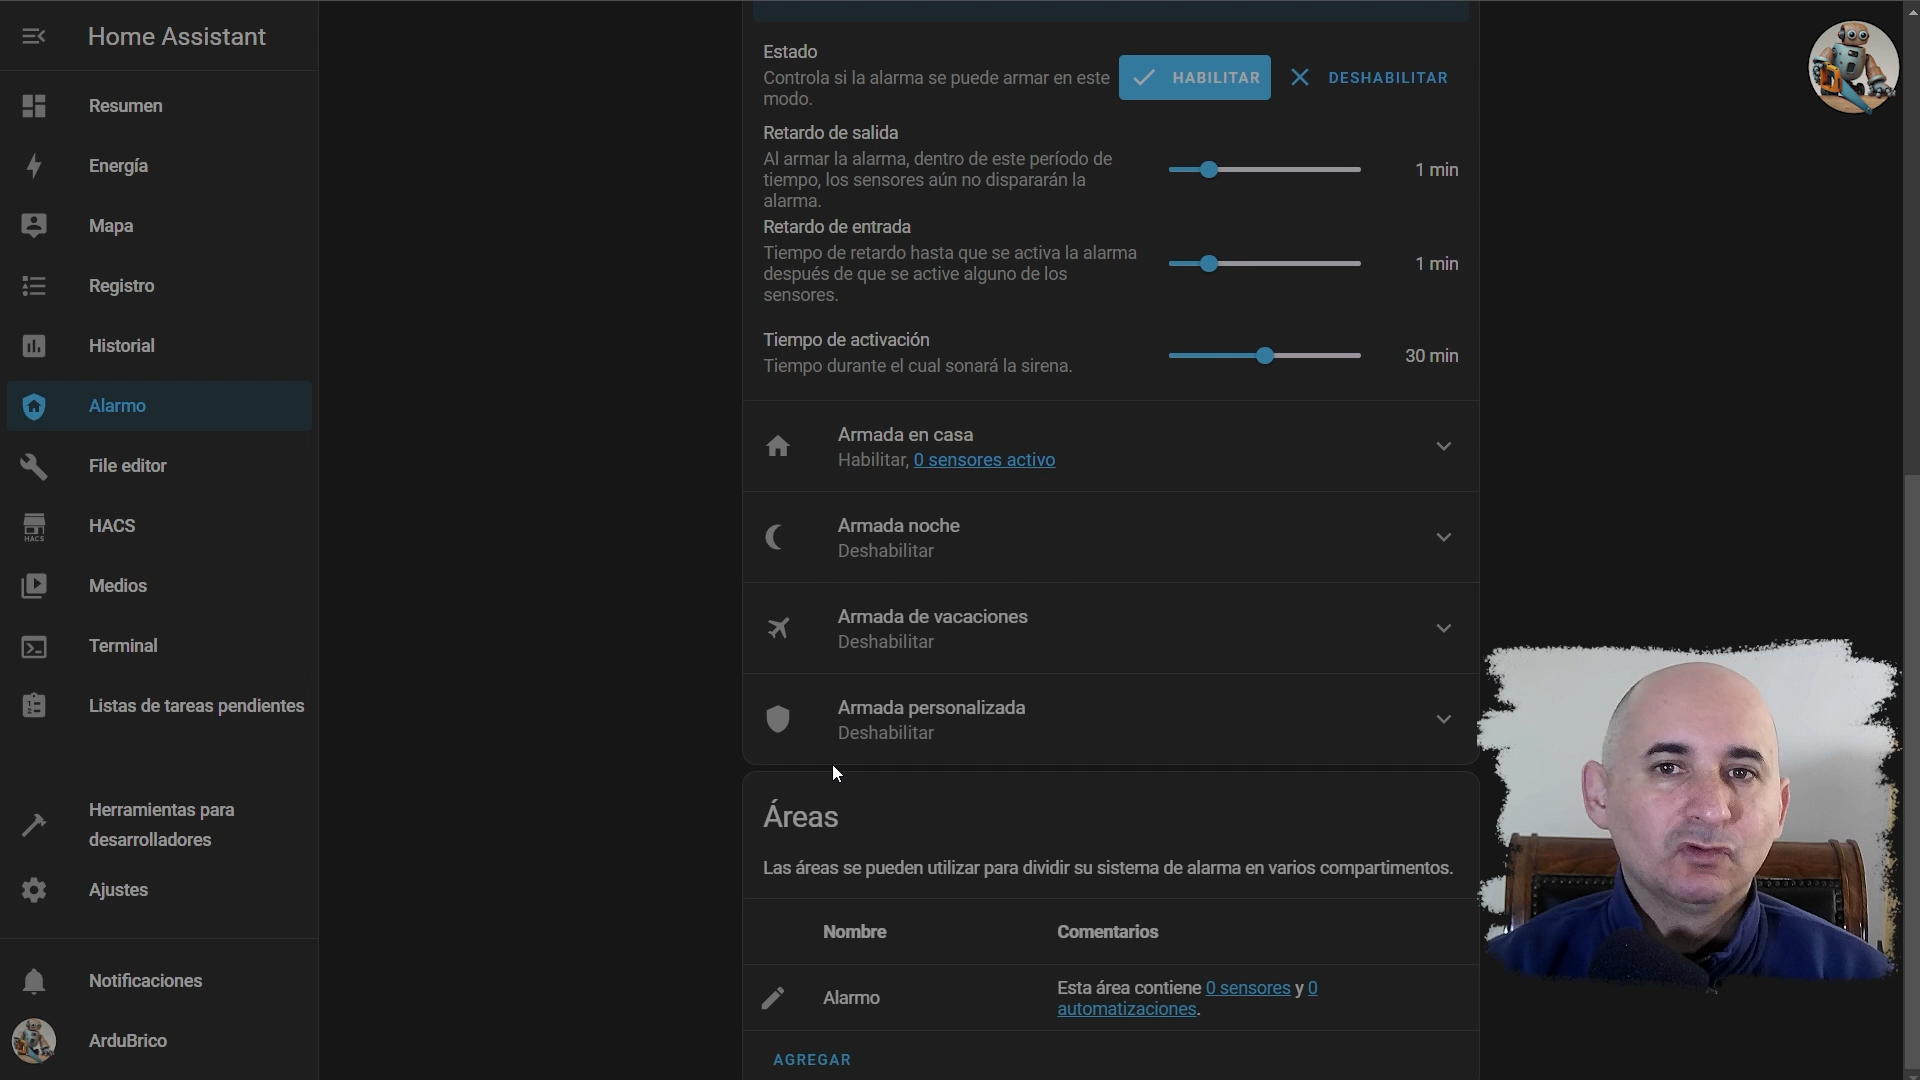 Home Assistant
Resumen
Energía
Mapa
Registro
Historial
Alarmo
File editor
HACS
HACS
Medios
Terminal
Listas de tareas pendientes
Herramientas para
desarrolladores
Ajustes
Notificaciones
ArduBrico
Estado
Controla si la alarma se puede armar en este
modo.
HABILITAR
DESHABILITAR
Retardo de salida
Al armar la alarma, dentro de este período de
tiempo, los sensores aún no dispararán la
alarma.
1 min
Retardo de entrada
Tiempo de retardo hasta que se activa la alarma
después de que se active alguno de los
sensores.
1 min
Tiempo de activación
Tiempo durante el cual sonará la sirena.
30 min
Armada en casa
Habilitar, 0 sensores activo
Armada noche
Deshabilitar
Armada de vacaciones
Deshabilitar
Armada personalizada
Deshabilitar
Áreas
Las áreas se pueden utilizar para dividir su sistema de alarma en varios compartimentos.
Nombre
Comentarios
Alarmo
Esta área contiene 0 sensores y 0
automatizaciones.
AGREGAR